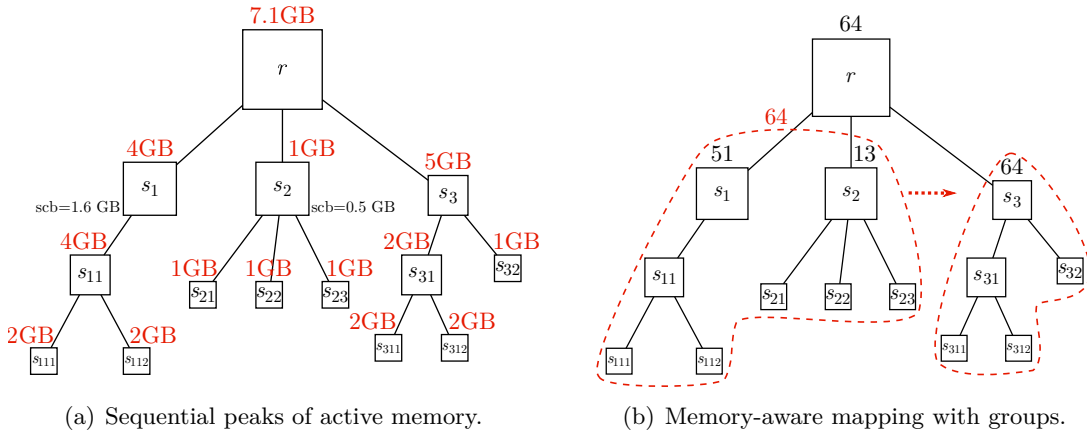 7.1GB
r
4GB
s1
scb=1.6 GB
1GB
s2
scb=0.5 GB
5GB
s3
4GB
s11
1GB
s21
1GB
s22
1GB
s23
2GB
s31
1GB
s32
2GB
s111
2GB
s112
2GB
s311
2GB
s312
(a) Sequential peaks of active memory.
64
r
64
51
s1
13
s2
64
s3
s11
s21
s22
s23
s31
s32
s111
s112
s311
s312
(b) Memory-aware mapping with groups.